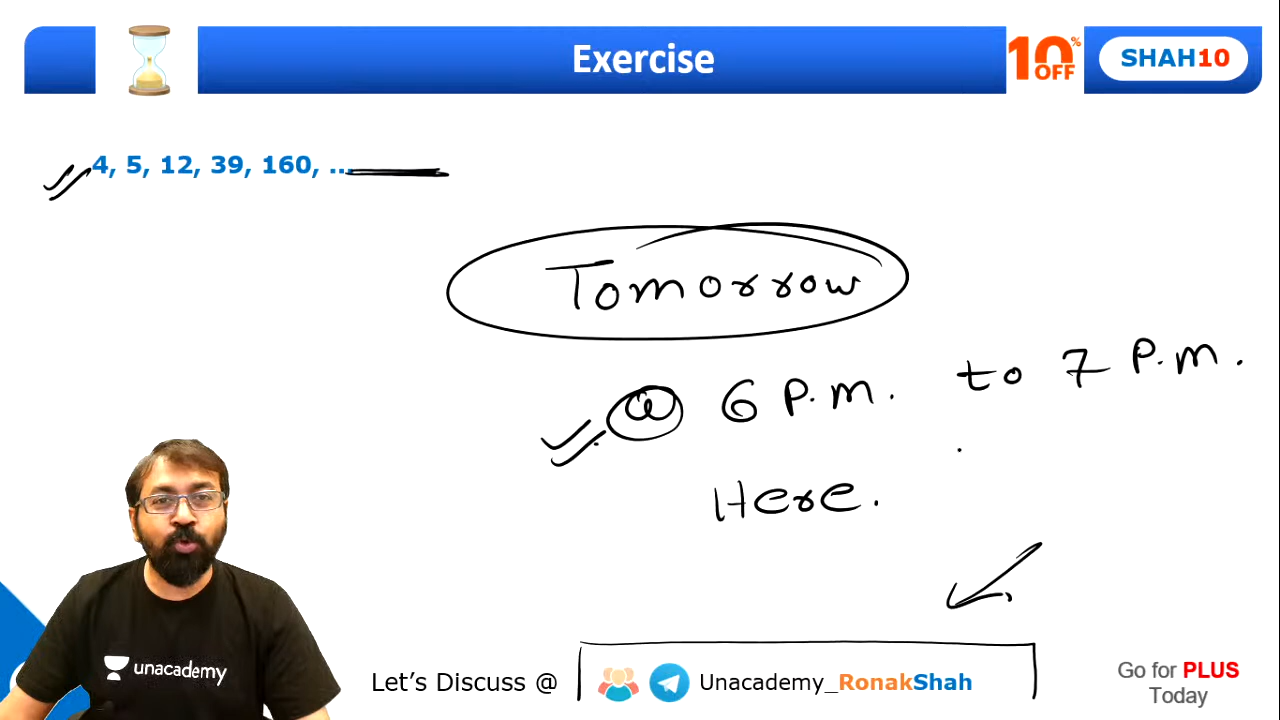 Exercise
10% OFF
SHAH10
4, 5, 12, 39, 160, ...
Tomorrow
@ 6 P.M. to 7 P.M.
Here.
unacademy
Let's Discuss @ Unacademy_RonakShah
Go for PLUS
Today